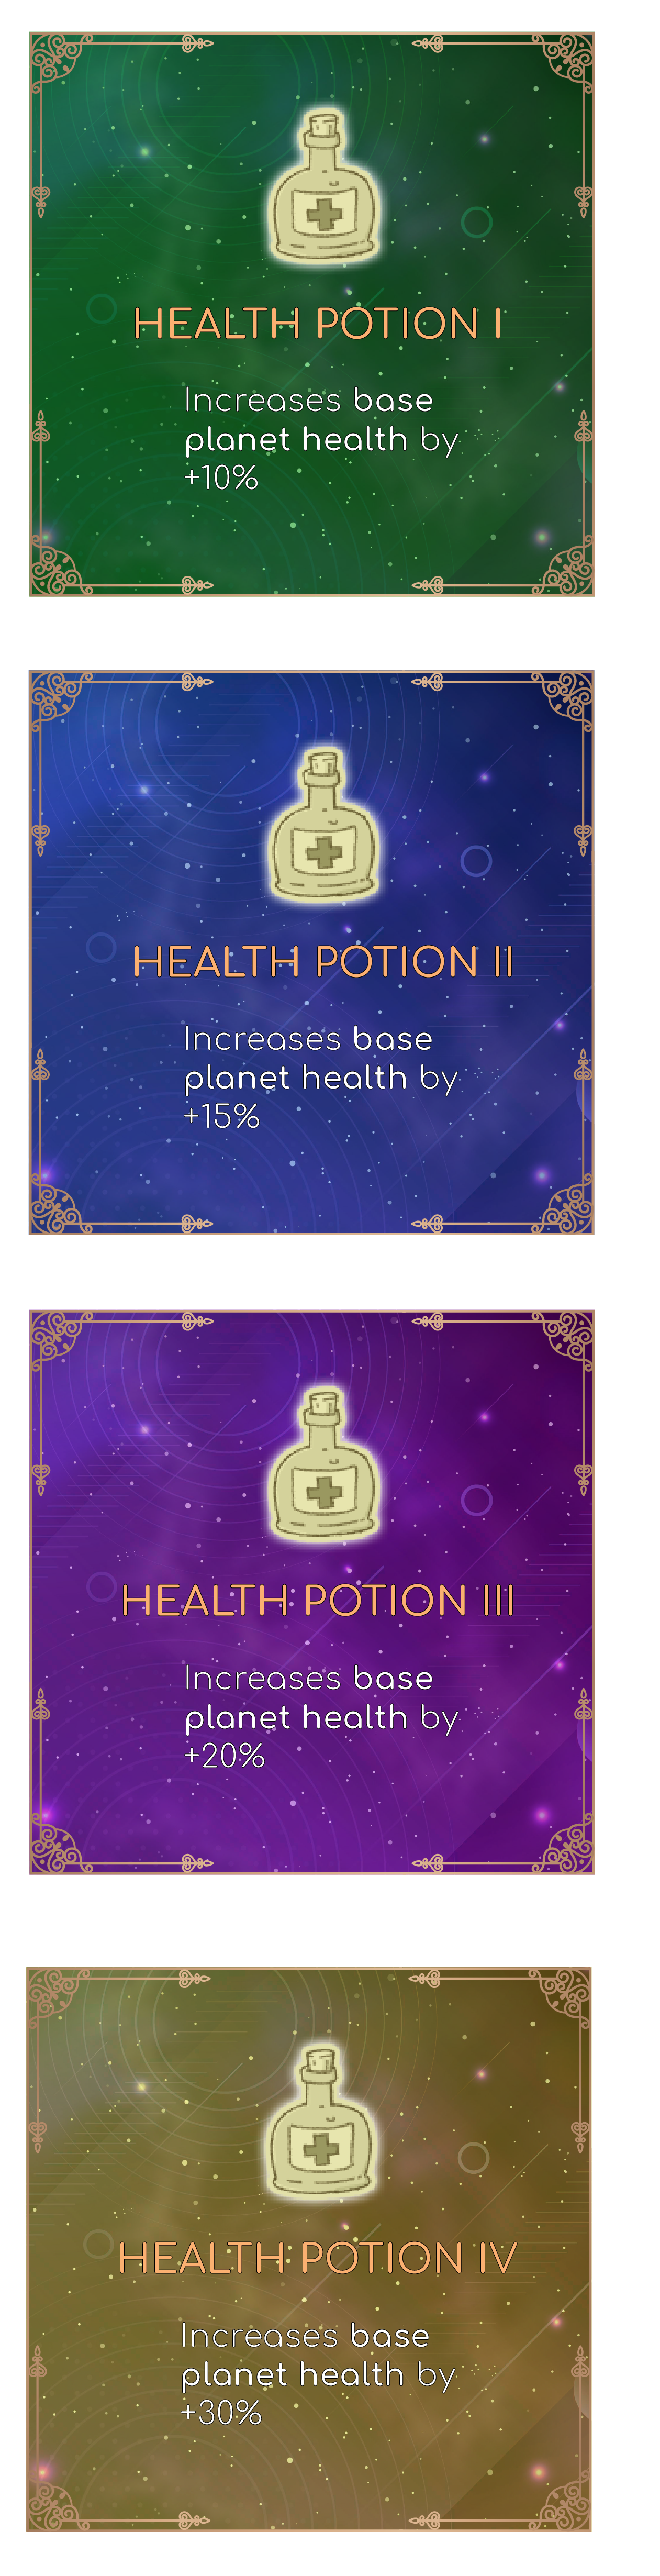 HEALTH POTION I
Increases base
planet health by
+10%
HEALTH POTION II
Increases base
planet health by
+15%
HEALTH POTION III
Increases base
planet health by
+20%
HEALTH POTION IV
Increases base
planet health by
+30%